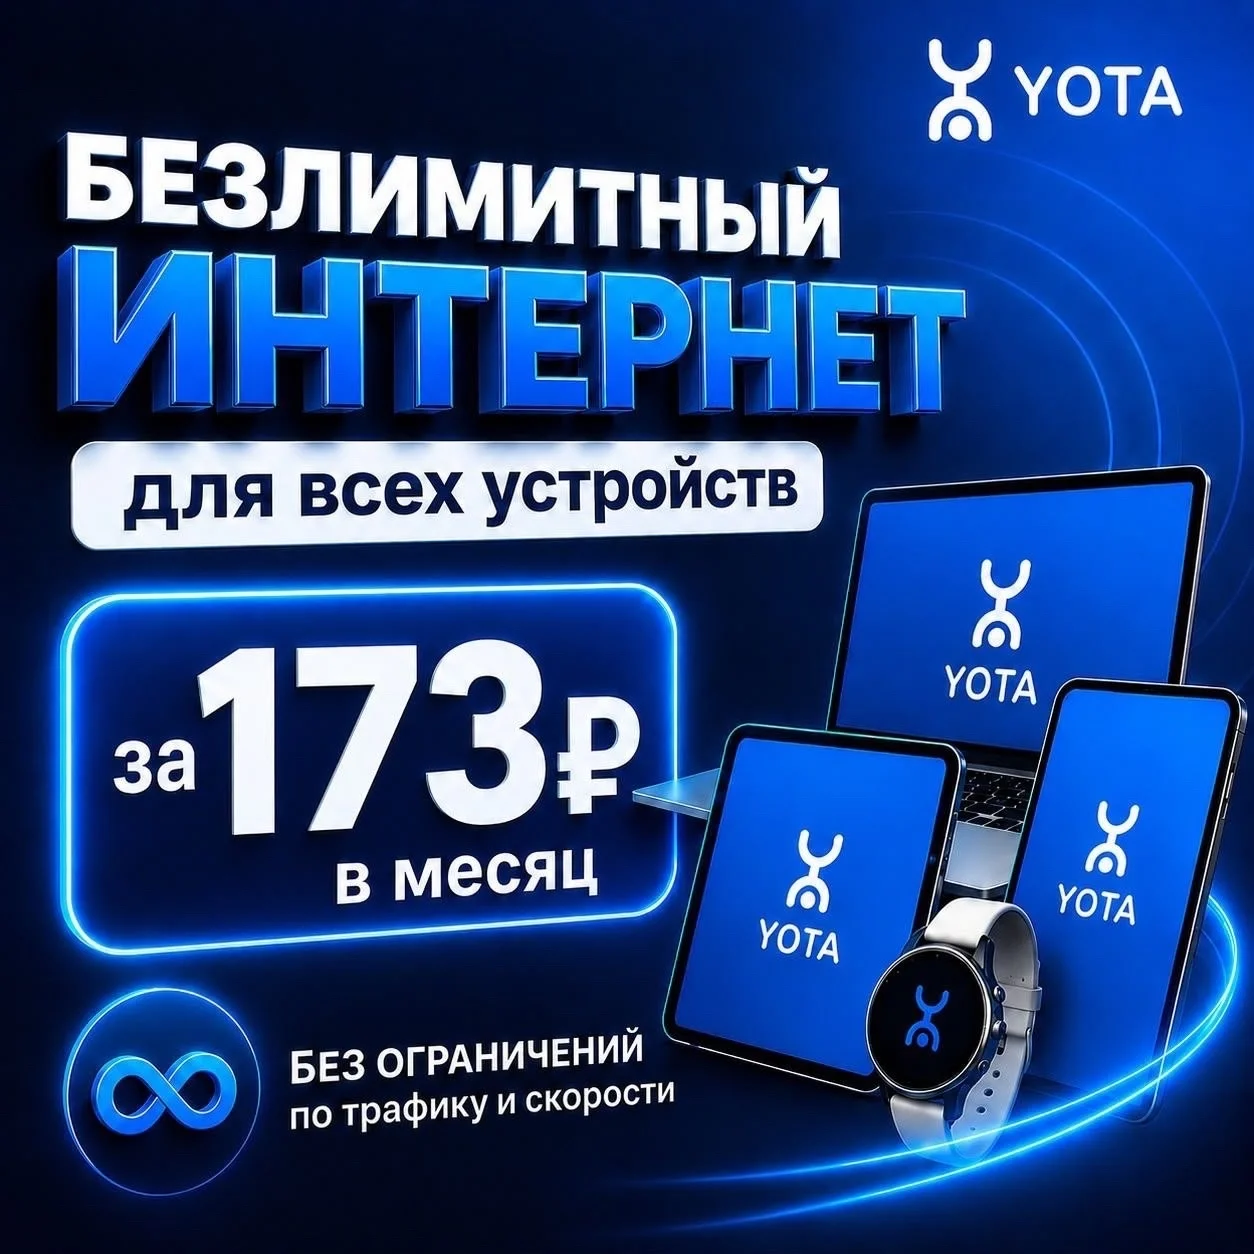 YOTA
БЕЗЛИМИТНЫЙ
ИНТЕРНЕТ
для всех устройств
за 173₽
в месяц
БЕЗ ОГРАНИЧЕНИЙ
по трафику и скорости
YOTA
YOTA
YOTA